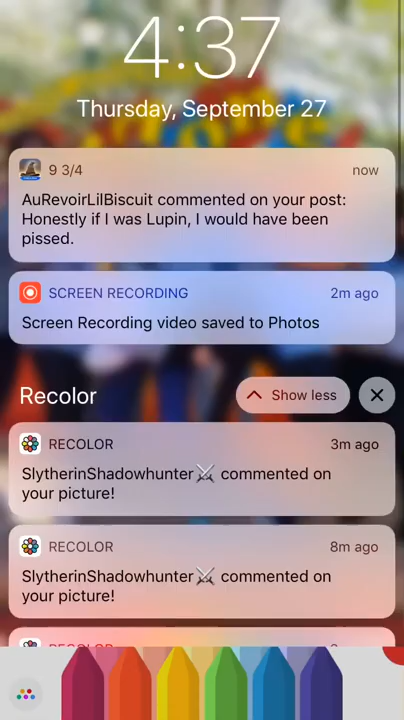 4:37
Thursday, September 27
9 3/4 now
AuRevoirLilBiscuit commented on your post:
Honestly if I was Lupin, I would have been
pissed.
SCREEN RECORDING 2m ago
Screen Recording video saved to Photos
Recolor Show less
RECOLOR 3m ago
SlytherinShadowhunter⚔ commented on
your picture!
RECOLOR 8m ago
SlytherinShadowhunter⚔ commented on
your picture!
RECOLOR